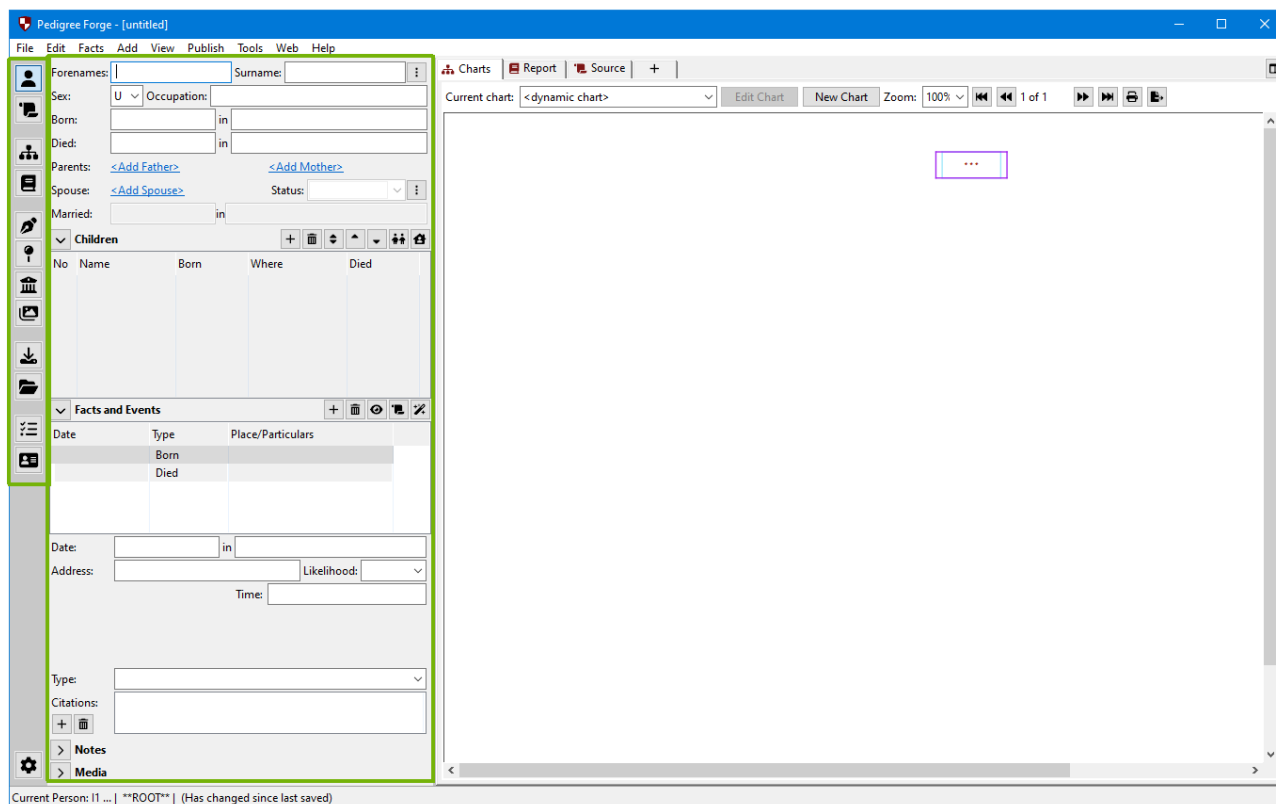 Pedigree Forge - [untitled]
File Edit Facts Add View Publish Tools Web Help
Forenames: Surname:
Sex: U Occupation:
Born: in
Died: in
Parents: <Add Father> <Add Mother>
Spouse: <Add Spouse> Status:
Married: in
Children
No Name Born Where Died
Facts and Events
Date Type Place/Particulars
Born
Died
Date: in
Address: Likelihood:
Time:
Type:
Citations:
Notes
Media
Charts Report Source +
Current chart: <dynamic chart> Edit Chart New Chart Zoom: 100% 1 of 1
...
Current Person: I1 ... | **ROOT** | (Has changed since last saved)